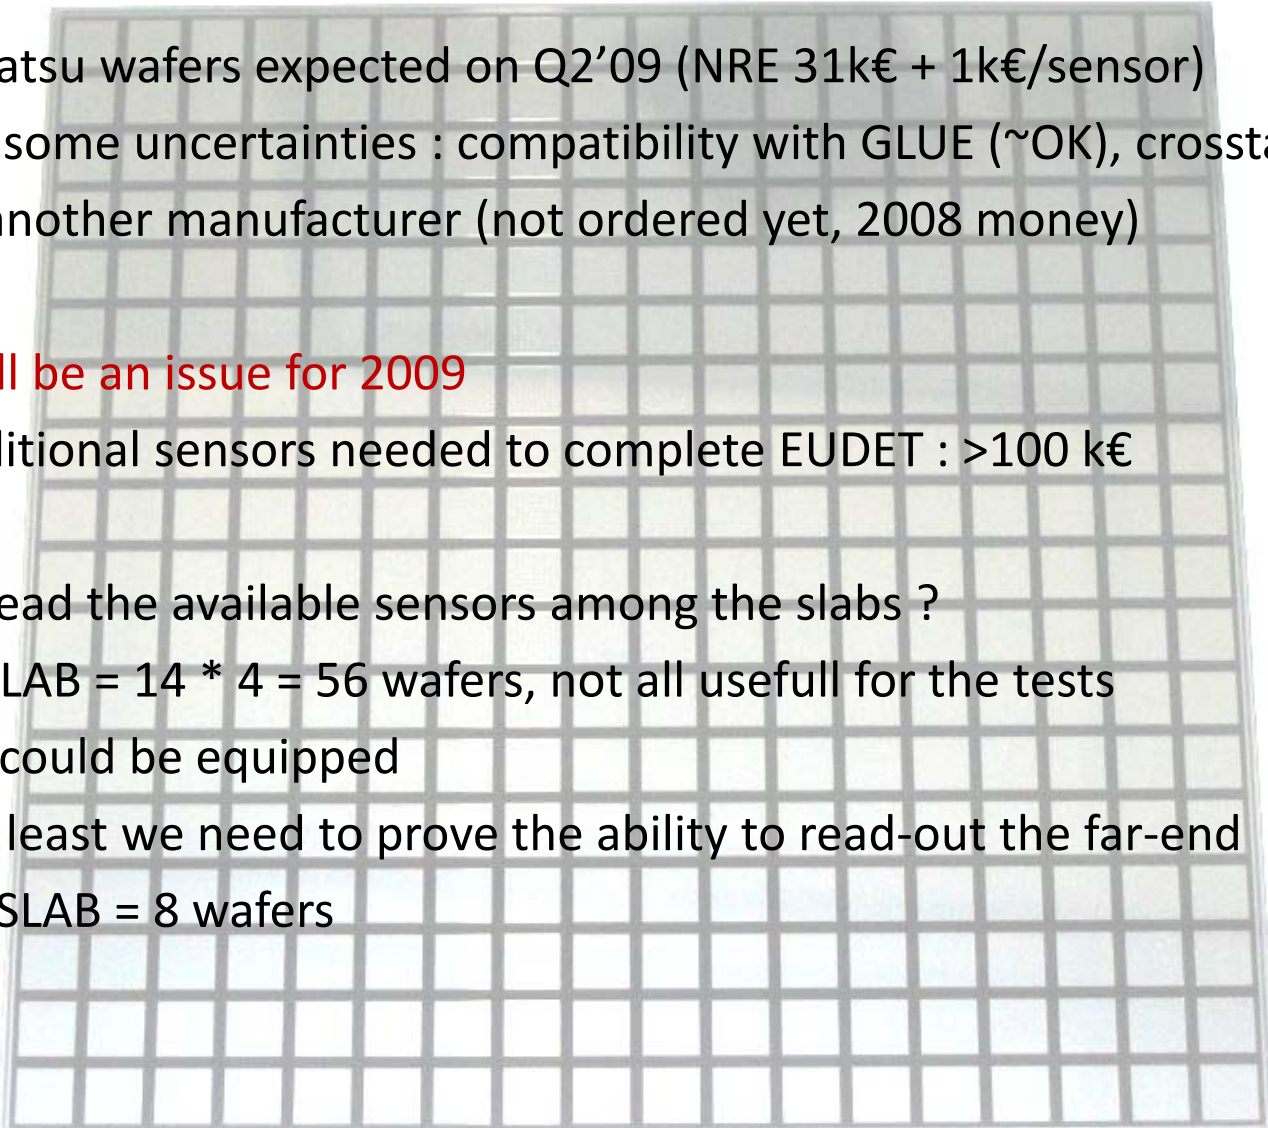 atsu wafers expected on Q2’09 (NRE 31k€ + 1k€/sensor)
some uncertainties : compatibility with GLUE (~OK), crossta
another manufacturer (not ordered yet, 2008 money)
ll be an issue for 2009
ditional sensors needed to complete EUDET : >100 k€
ead the available sensors among the slabs ?
LAB = 14 * 4 = 56 wafers, not all usefull for the tests
could be equipped
least we need to prove the ability to read-out the far-end
SLAB = 8 wafers